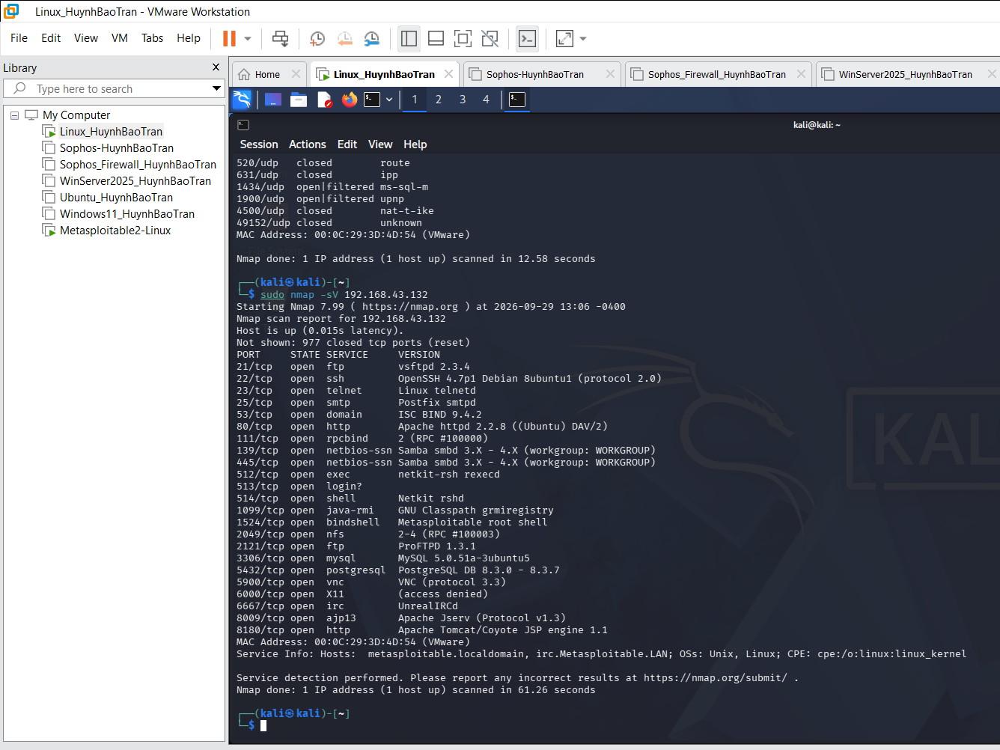 Linux_HuynhBaoTran - VMware Workstation
File Edit View VM Tabs Help
Library
Type here to search
My Computer
Linux_HuynhBaoTran
Sophos-HuynhBaoTran
Sophos_Firewall_HuynhBaoTran
WinServer2025_HuynhBaoTran
Ubuntu_HuynhBaoTran
Windows11_HuynhBaoTran
Metasploitable2-Linux
Home Linux_HuynhBaoTran Sophos-HuynhBaoTran Sophos_Firewall_HuynhBaoTran WinServer2025_HuynhBaoTran
1 2 3 4
kali@kali: ~
Session Actions Edit View Help
520/udp   closed        route
631/udp   closed        ipp
1434/udp  open|filtered ms-sql-m
1900/udp  open|filtered upnp
4500/udp  closed        nat-t-ike
49152/udp closed        unknown
MAC Address: 00:0C:29:3D:4D:54 (VMware)
Nmap done: 1 IP address (1 host up) scanned in 12.58 seconds
┌──(kali㉿kali)-[~]
└─$ sudo nmap -sV 192.168.43.132
Starting Nmap 7.99 ( https://nmap.org ) at 2026-09-29 13:06 -0400
Nmap scan report for 192.168.43.132
Host is up (0.015s latency).
Not shown: 977 closed tcp ports (reset)
PORT     STATE SERVICE     VERSION
21/tcp   open  ftp         vsftpd 2.3.4
22/tcp   open  ssh         OpenSSH 4.7p1 Debian 8ubuntu1 (protocol 2.0)
23/tcp   open  telnet      Linux telnetd
25/tcp   open  smtp        Postfix smtpd
53/tcp   open  domain      ISC BIND 9.4.2
80/tcp   open  http        Apache httpd 2.2.8 ((Ubuntu) DAV/2)
111/tcp  open  rpcbind     2 (RPC #100000)
139/tcp  open  netbios-ssn Samba smbd 3.X - 4.X (workgroup: WORKGROUP)
445/tcp  open  netbios-ssn Samba smbd 3.X - 4.X (workgroup: WORKGROUP)
512/tcp  open  exec        netkit-rsh rexecd
513/tcp  open  login?
514/tcp  open  shell       Netkit rshd
1099/tcp open  java-rmi    GNU Classpath grmiregistry
1524/tcp open  bindshell   Metasploitable root shell
2049/tcp open  nfs         2-4 (RPC #100003)
2121/tcp open  ftp         ProFTPD 1.3.1
3306/tcp open  mysql       MySQL 5.0.51a-3ubuntu5
5432/tcp open  postgresql  PostgreSQL DB 8.3.0 - 8.3.7
5900/tcp open  vnc         VNC (protocol 3.3)
6000/tcp open  X11         (access denied)
6667/tcp open  irc         UnrealIRCd
8009/tcp open  ajp13       Apache Jserv (Protocol v1.3)
8180/tcp open  http        Apache Tomcat/Coyote JSP engine 1.1
MAC Address: 00:0C:29:3D:4D:54 (VMware)
Service Info: Hosts:  metasploitable.localdomain, irc.Metasploitable.LAN; OSs: Unix, Linux; CPE: cpe:/o:linux:linux_kernel
Service detection performed. Please report any incorrect results at https://nmap.org/submit/ .
Nmap done: 1 IP address (1 host up) scanned in 61.26 seconds
┌──(kali㉿kali)-[~]
└─$
KAL